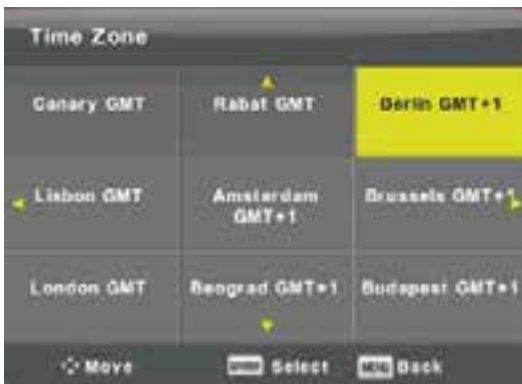 Time Zone
Canary GMT
Rabat GMT
Berlin GMT+1
Lisbon GMT
Amsterdam
GMT+1
Brussels GMT+1
London GMT
Beograd GMT+1
Budapest GMT+1
Move
Select
MENU Back